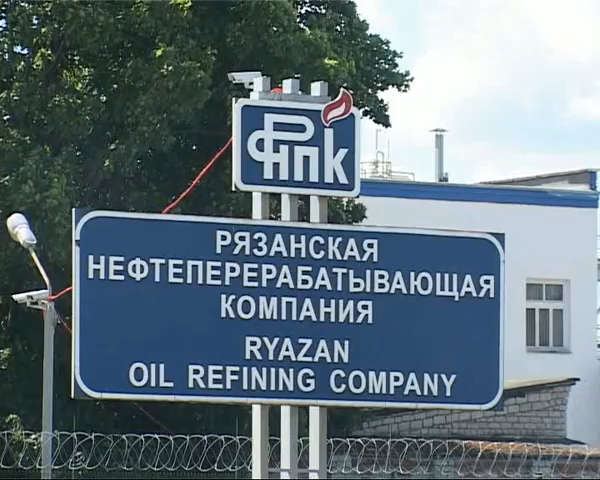 РНПК
РЯЗАНСКАЯ
НЕФТЕПЕРЕРАБАТЫВАЮЩАЯ
КОМПАНИЯ
RYAZAN
OIL REFINING COMPANY